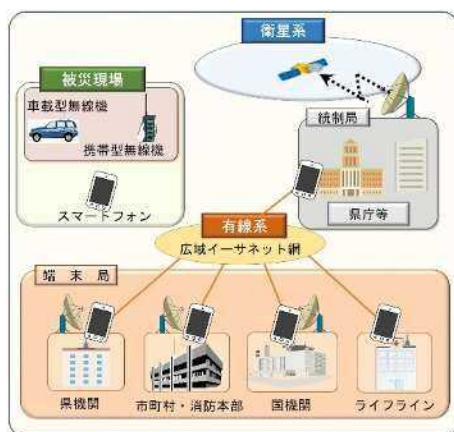 衛星系
被災現場
車載型無線機
携帯型無線機
スマートフォン
統制局
県庁等
有線系
広域イーサネット網
端末局
県機関
市町村・消防本部
国機関
ライフライン